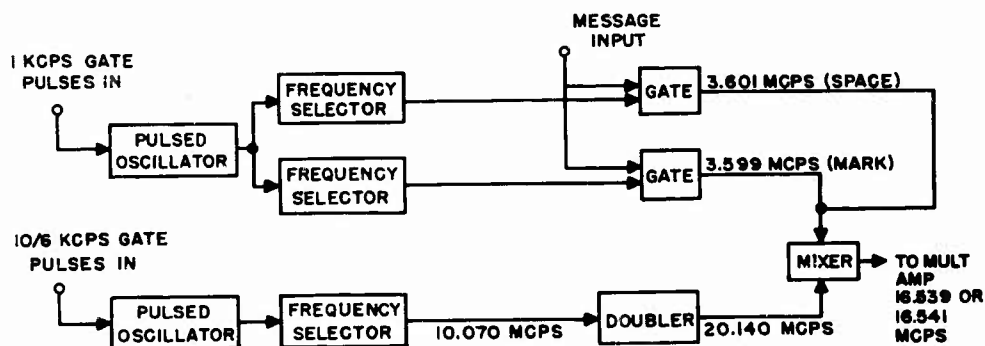 1 KCPS GATE
PULSES IN
MESSAGE
INPUT
PULSED
OSCILLATOR
FREQUENCY
SELECTOR
FREQUENCY
SELECTOR
GATE
3.601 MCPS (SPACE)
GATE
3.599 MCPS (MARK)
10/6 KCPS GATE
PULSES IN
PULSED
OSCILLATOR
FREQUENCY
SELECTOR
10.070 MCPS
DOUBLER
20.140 MCPS
MIXER
TO MULT
AMP
16.539 OR
16.541
MCPS